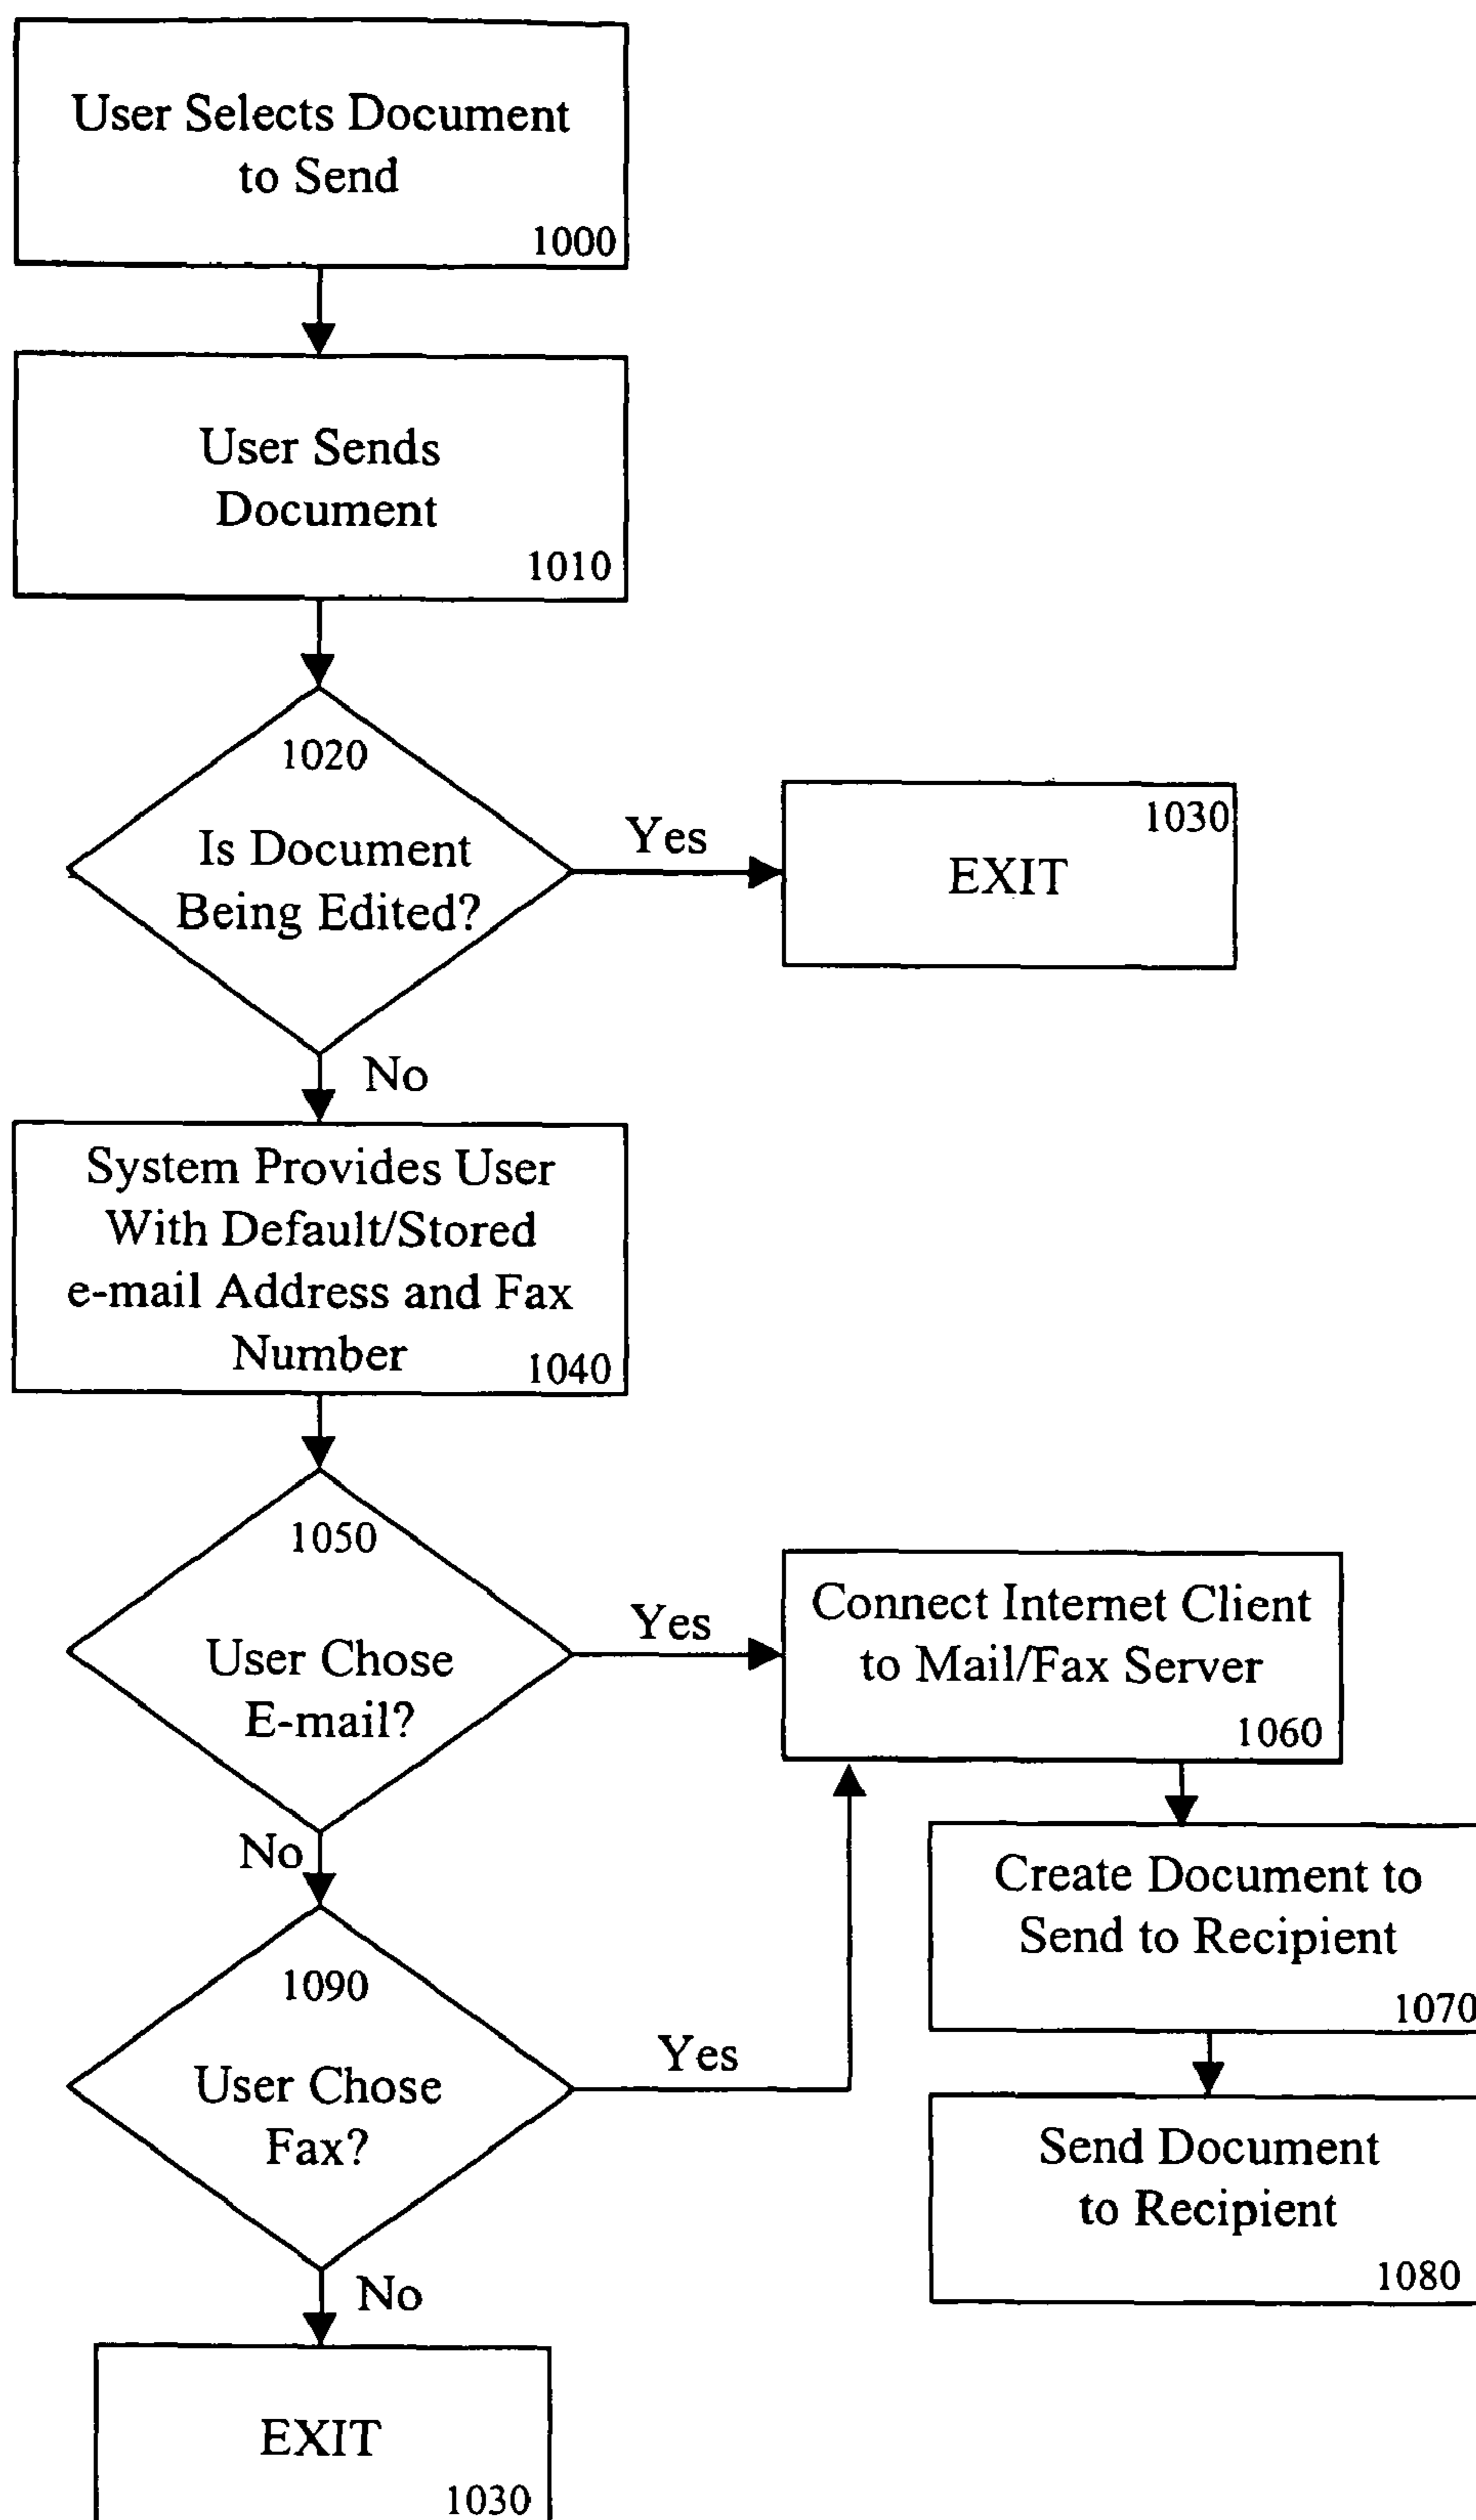 User Selects Document
to Send
1000
User Sends
Document
1010
1020
Is Document
Being Edited?
Yes
1030
EXIT
No
System Provides User
With Default/Stored
e-mail Address and Fax
Number
1040
1050
User Chose
E-mail?
Yes
Connect Internet Client
to Mail/Fax Server
1060
No
Create Document to
Send to Recipient
1070
1090
User Chose
Fax?
Yes
Send Document
to Recipient
1080
No
EXIT
1030